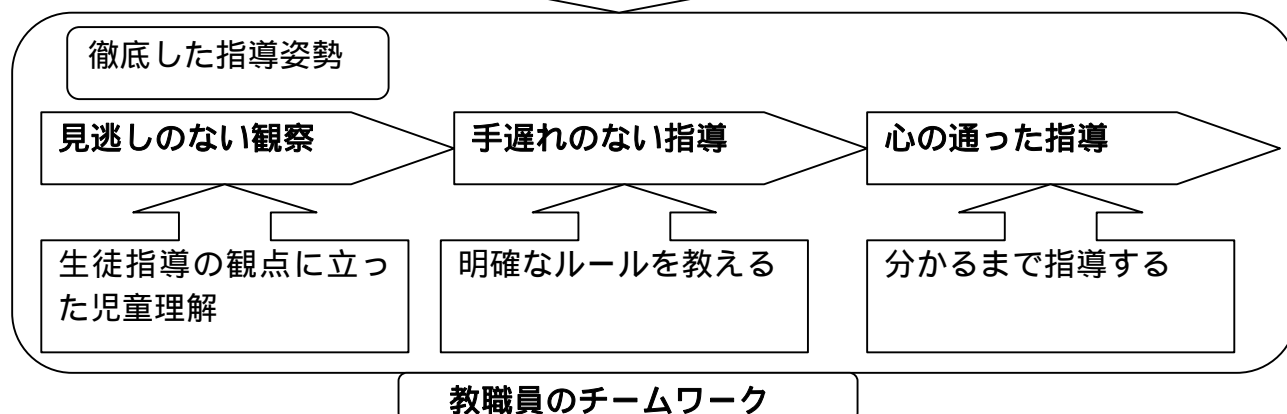 徹底した指導姿勢
見逃しのない観察
手遅れのない指導
心の通った指導
生徒指導の観点に立っ
た児童理解
明確なルールを教える
分かるまで指導する
教職員のチームワーク